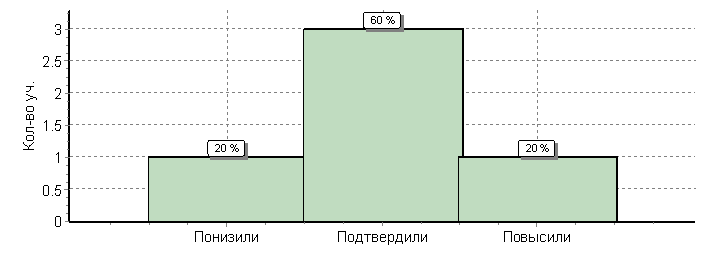 60 %
3
2.5
2
1.5
20 %
20 %
1
0.5
0
Кол-во уч.
Понизили
Подтвердили
Повысили